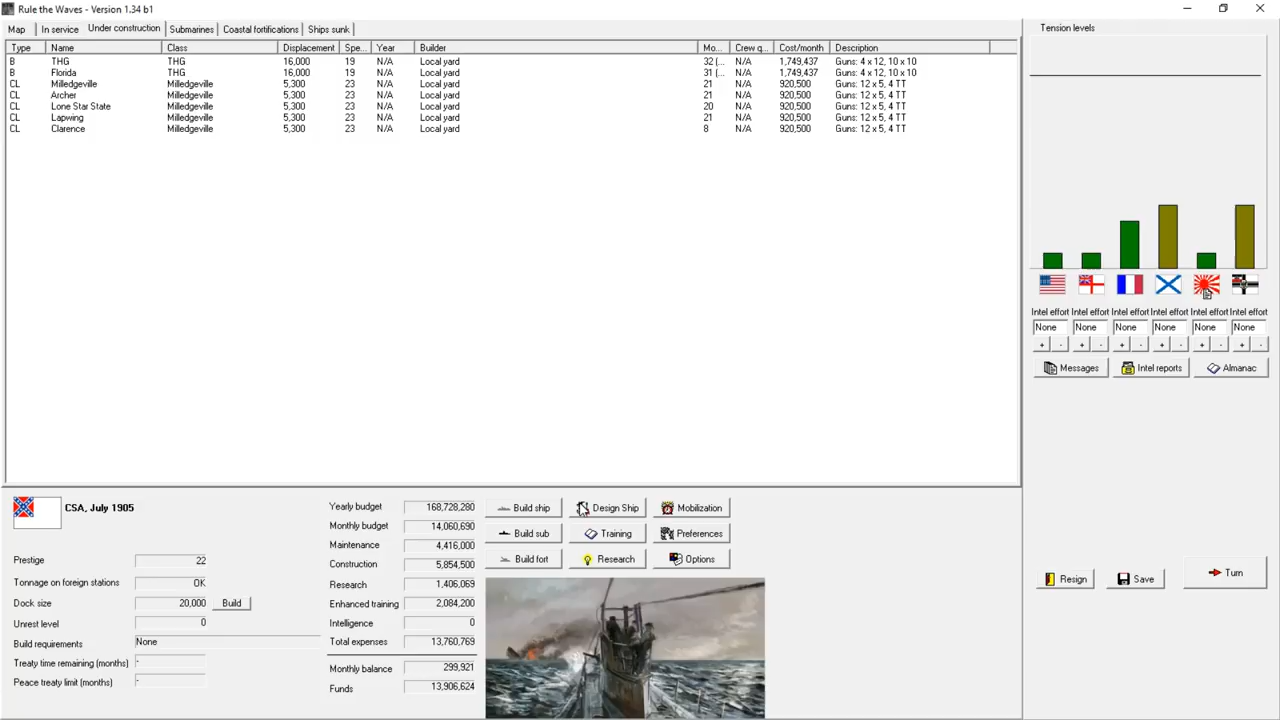 Rule the Waves - Version 1.34 b1
Map In service Under construction Submarines Coastal fortifications Ships sunk
Type Name Class Displacement Spe... Year Builder Mo... Crew q... Cost/month Description
B THG THG 16,000 19 N/A Local yard 32 (... N/A 1,749,437 Guns: 4 x 12, 10 x 10
B Florida THG 16,000 19 N/A Local yard 31 (... N/A 1,749,437 Guns: 4 x 12, 10 x 10
CL Milledgeville Milledgeville 5,300 23 N/A Local yard 21 N/A 920,500 Guns: 12 x 5, 4 TT
CL Archer Milledgeville 5,300 23 N/A Local yard 21 N/A 920,500 Guns: 12 x 5, 4 TT
CL Lone Star State Milledgeville 5,300 23 N/A Local yard 20 N/A 920,500 Guns: 12 x 5, 4 TT
CL Lapwing Milledgeville 5,300 23 N/A Local yard 21 N/A 920,500 Guns: 12 x 5, 4 TT
CL Clarence Milledgeville 5,300 23 N/A Local yard 8 N/A 920,500 Guns: 12 x 5, 4 TT
Tension levels
Intel effort Intel effort Intel effort Intel effort Intel effort Intel effort
None None None None None None
+ - + - + - + - + - + -
Messages Intel reports Almanac
CSA, July 1905
Prestige 22
Tonnage on foreign stations OK
Dock size 20,000 Build
Unrest level 0
Build requirements None
Treaty time remaining (months) -
Peace treaty limit (months) -
Yearly budget 168,728,280
Monthly budget 14,060,690
Maintenance 4,416,000
Construction 5,854,500
Research 1,406,069
Enhanced training 2,084,200
Intelligence 0
Total expenses 13,760,769
Monthly balance 299,921
Funds 13,906,624
Build ship Design Ship Mobilization
Build sub Training Preferences
Build fort Research Options
Resign Save Turn